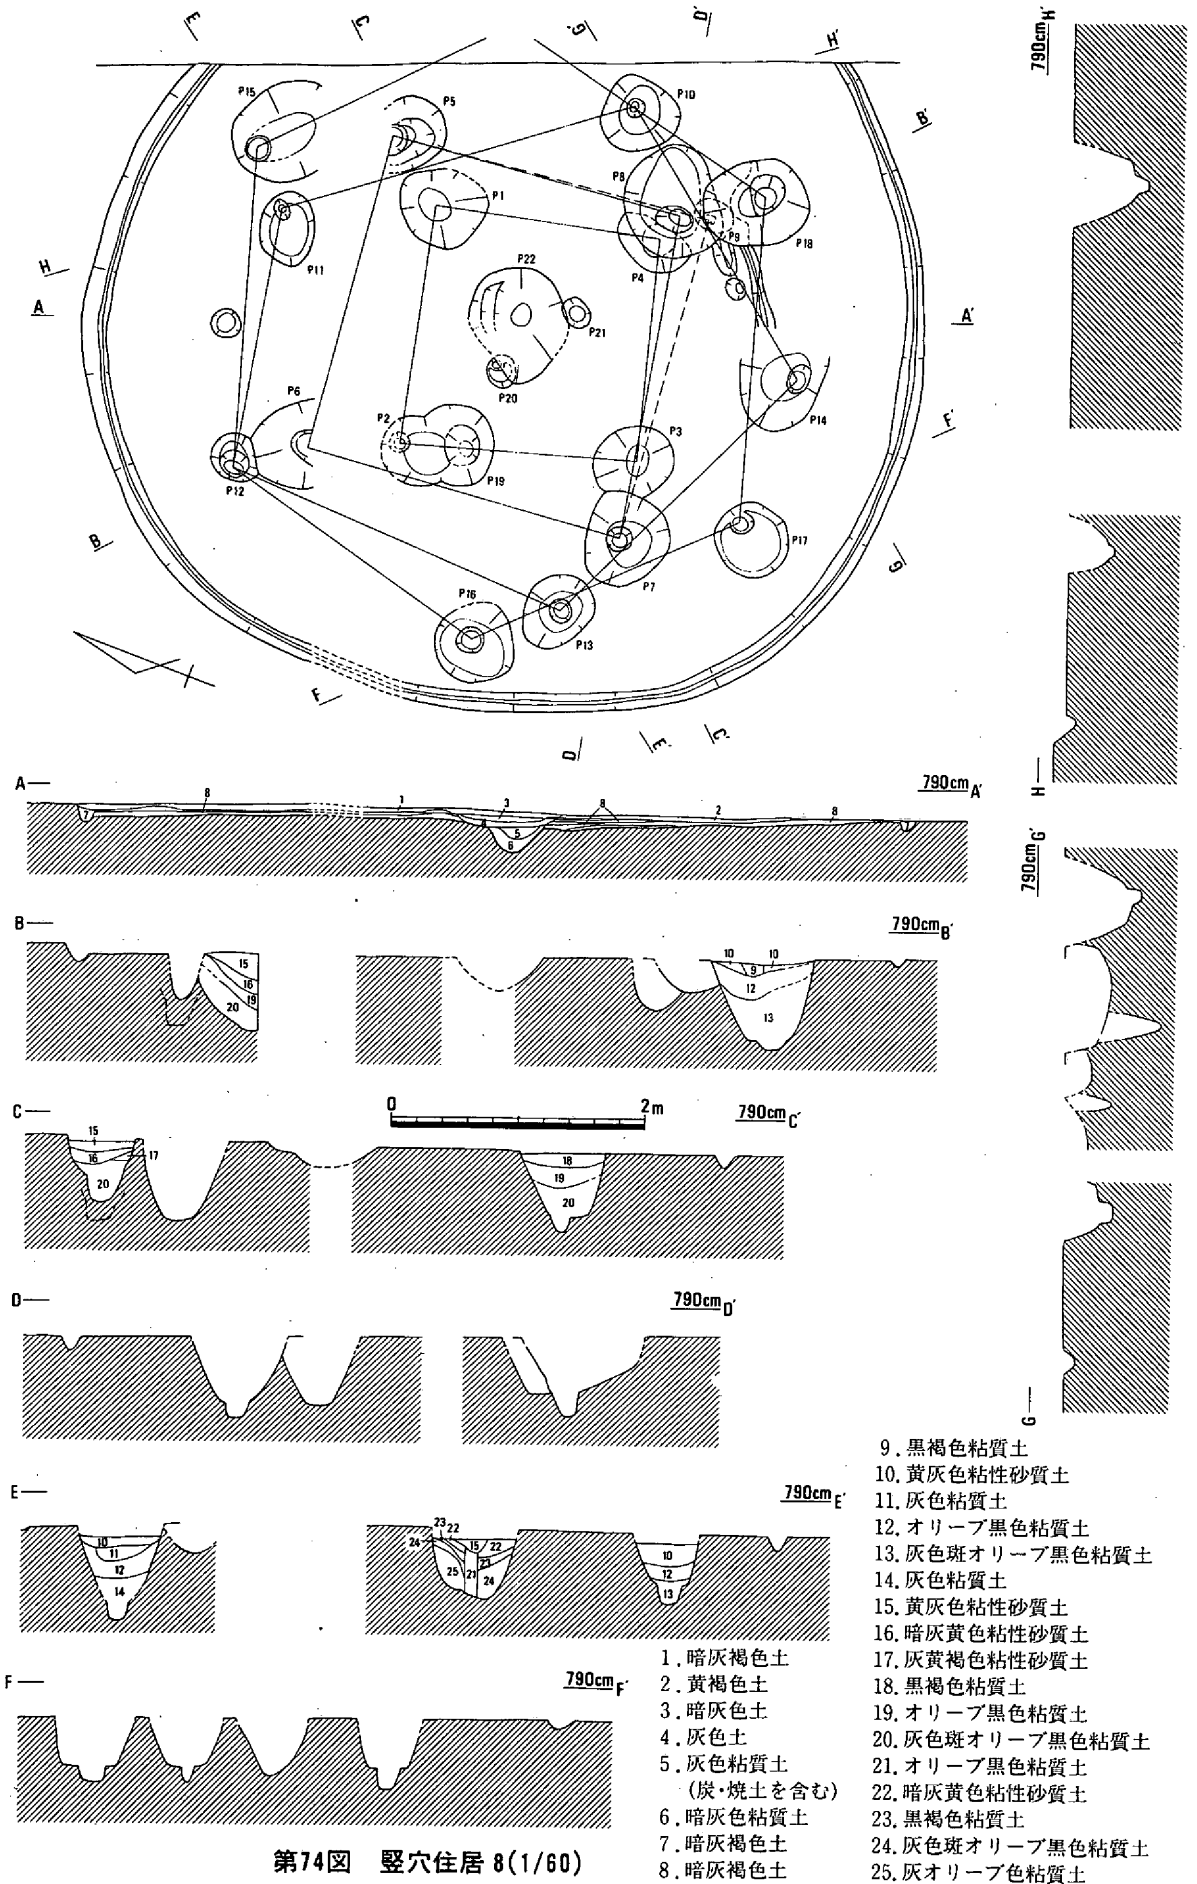 E
C
G'
D'
H'
790cm H'
P15
P5
P10
B'
P8
P1
P18
P9
P11
P4
H
P22
A
A'
P21
P20
P14
P6
P2
P3
F'
P12
P19
B
P17
G
P7
P16
P13
F
D
E'
C'
H
A
790cm A'
8
1
3
8
2
8
7
4
5
6
7
790cm G'
B
790cm B'
15
16
19
20
10
10
9
12
13
C
0
2m
790cm C'
15
16
17
20
18
19
20
D
790cm D'
G
E
790cm E'
10
11
12
14
23
22
24
15
22
25
21
23
24
10
12
13
F
790cm F'
1. 暗灰褐色土
2. 黄褐色土
3. 暗灰色土
4. 灰色土
5. 灰色粘質土
(炭・焼土を含む)
6. 暗灰色粘質土
7. 暗灰褐色土
8. 暗灰褐色土
9. 黒褐色粘質土
10. 黄灰色粘性砂質土
11. 灰色粘質土
12. オリーブ黒色粘質土
13. 灰色斑オリーブ黒色粘質土
14. 灰色粘質土
15. 黄灰色粘性砂質土
16. 暗灰黄色粘性砂質土
17. 灰黄褐色粘性砂質土
18. 黒褐色粘質土
19. オリーブ黒色粘質土
20. 灰色斑オリーブ黒色粘質土
21. オリーブ黒色粘質土
22. 暗灰黄色粘性砂質土
23. 黒褐色粘質土
24. 灰色斑オリーブ黒色粘質土
25. 灰オリーブ色粘質土
第74図 竪穴住居 8(1/60)